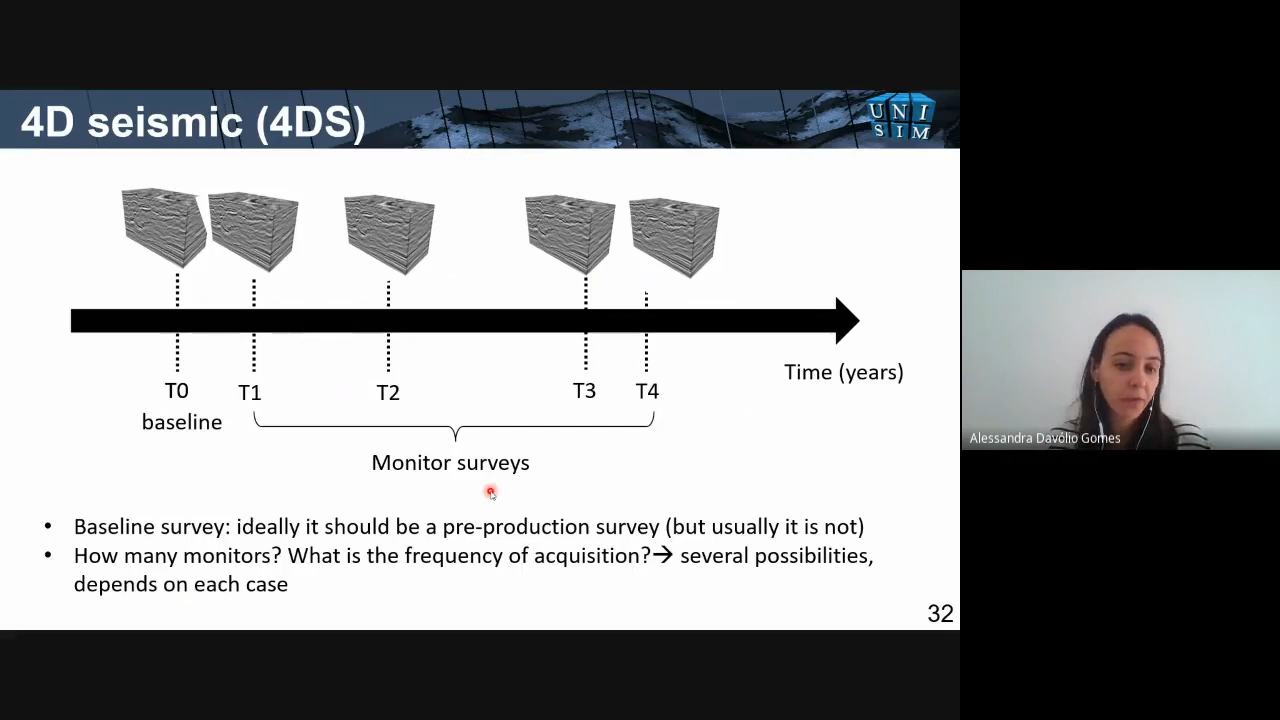 4D seismic (4DS)
UNI
SIM
T0
T1
T2
T3
T4
Time (years)
baseline
Monitor surveys
• Baseline survey: ideally it should be a pre-production survey (but usually it is not)
• How many monitors? What is the frequency of acquisition?→ several possibilities,
depends on each case
32
Alessandra Davólio Gomes